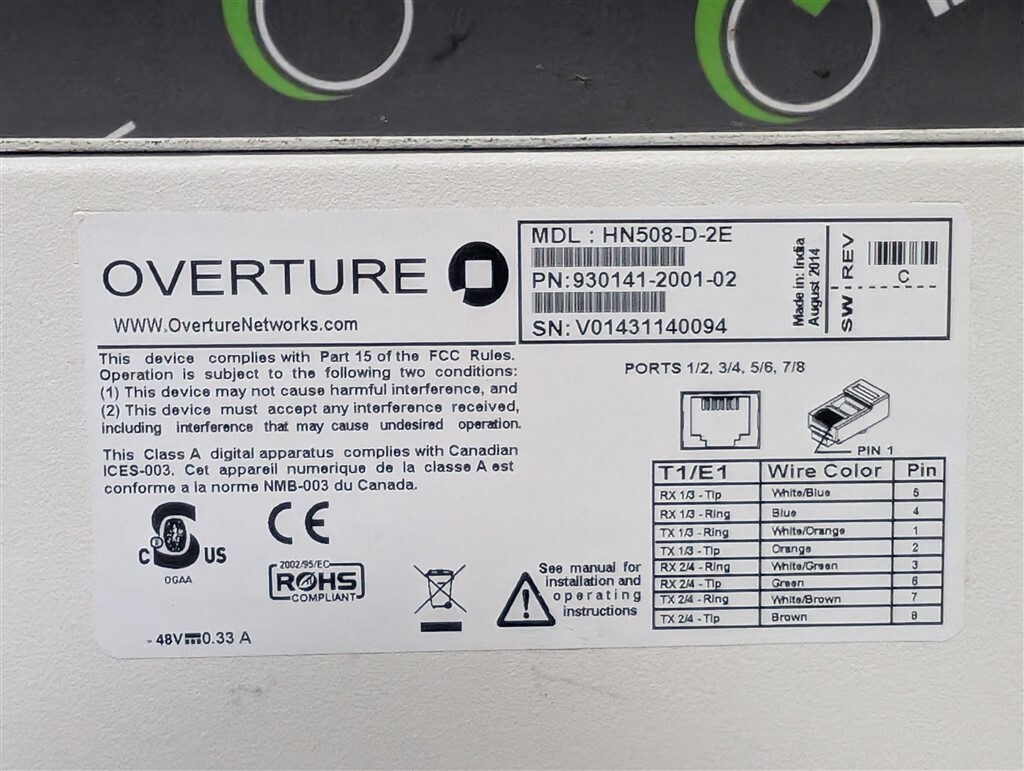 OVERTURE
WWW.OvertureNetworks.com
MDL : HN508-D-2E
PN:930141-2001-02
SN: V01431140094
Made in: India
August 2014
SW : REV
C
This device complies with Part 15 of the FCC Rules.
Operation is subject to the following two conditions:
(1) This device may not cause harmful interference, and
(2) This device must accept any interference received,
including interference that may cause undesired operation.
This Class A digital apparatus complies with Canadian
ICES-003. Cet appareil numerique de la classe A est
conforme a la norme NMB-003 du Canada.
C US
OGAA
CE
2002/95/EC
ROHS
COMPLIANT
- 48V 0.33 A
See manual for
installation and
operating
instructions
PORTS 1/2, 3/4, 5/6, 7/8
PIN 1
T1/E1 Wire Color Pin
RX 1/3 - Tip White/Blue 5
RX 1/3 - Ring Blue 4
TX 1/3 - Ring White/Orange 1
TX 1/3 - Tip Orange 2
RX 2/4 - Ring White/Green 3
RX 2/4 - Tip Green 6
TX 2/4 - Ring White/Brown 7
TX 2/4 - Tip Brown 8